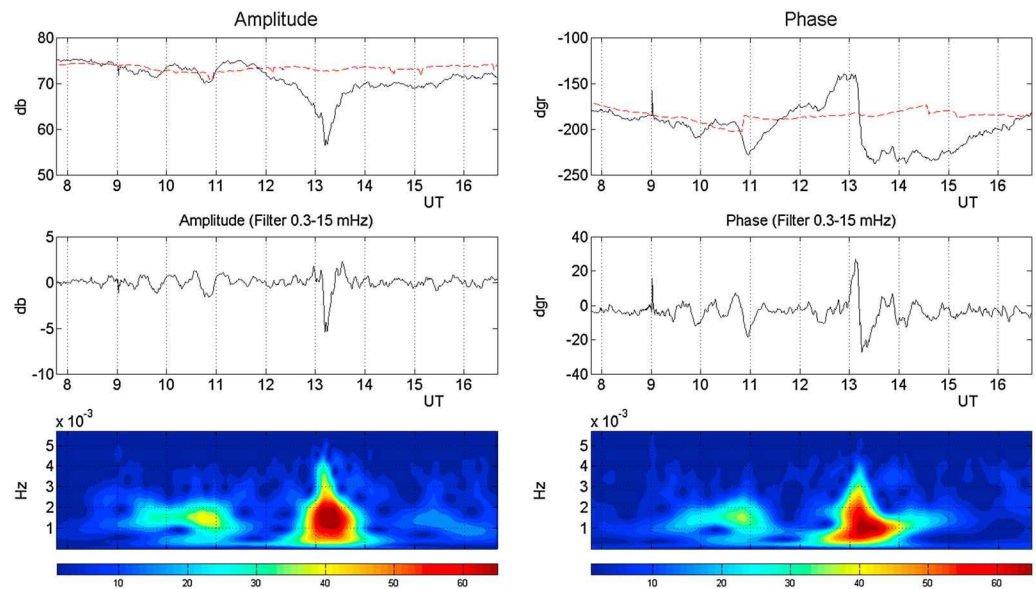 Amplitude
80
70
60
50
db
8 9 10 11 12 13 14 15 16
UT
Phase
-100
-150
-200
-250
dgr
8 9 10 11 12 13 14 15 16
UT
Amplitude (Filter 0.3-15 mHz)
5
0
-5
-10
db
8 9 10 11 12 13 14 15 16
UT
Phase (Filter 0.3-15 mHz)
40
20
0
-20
-40
dgr
8 9 10 11 12 13 14 15 16
UT
x 10-3
5
4
3
2
1
Hz
10 20 30 40 50 60
x 10-3
5
4
3
2
1
Hz
10 20 30 40 50 60